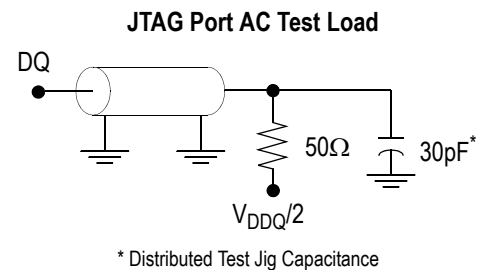 JTAG Port AC Test Load
DQ
50Ω
30pF*
VDDQ/2
* Distributed Test Jig Capacitance